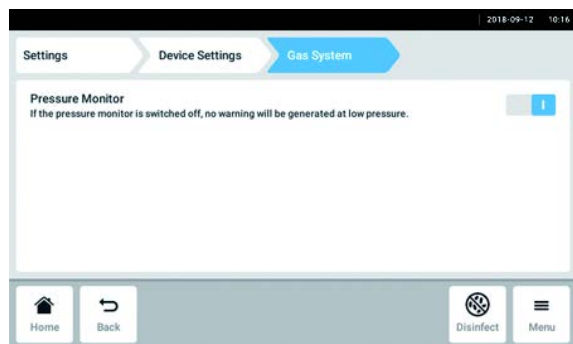 2018-09-12 10:16
Settings Device Settings Gas System
Pressure Monitor
If the pressure monitor is switched off, no warning will be generated at low pressure.
I
Home Back Disinfect Menu